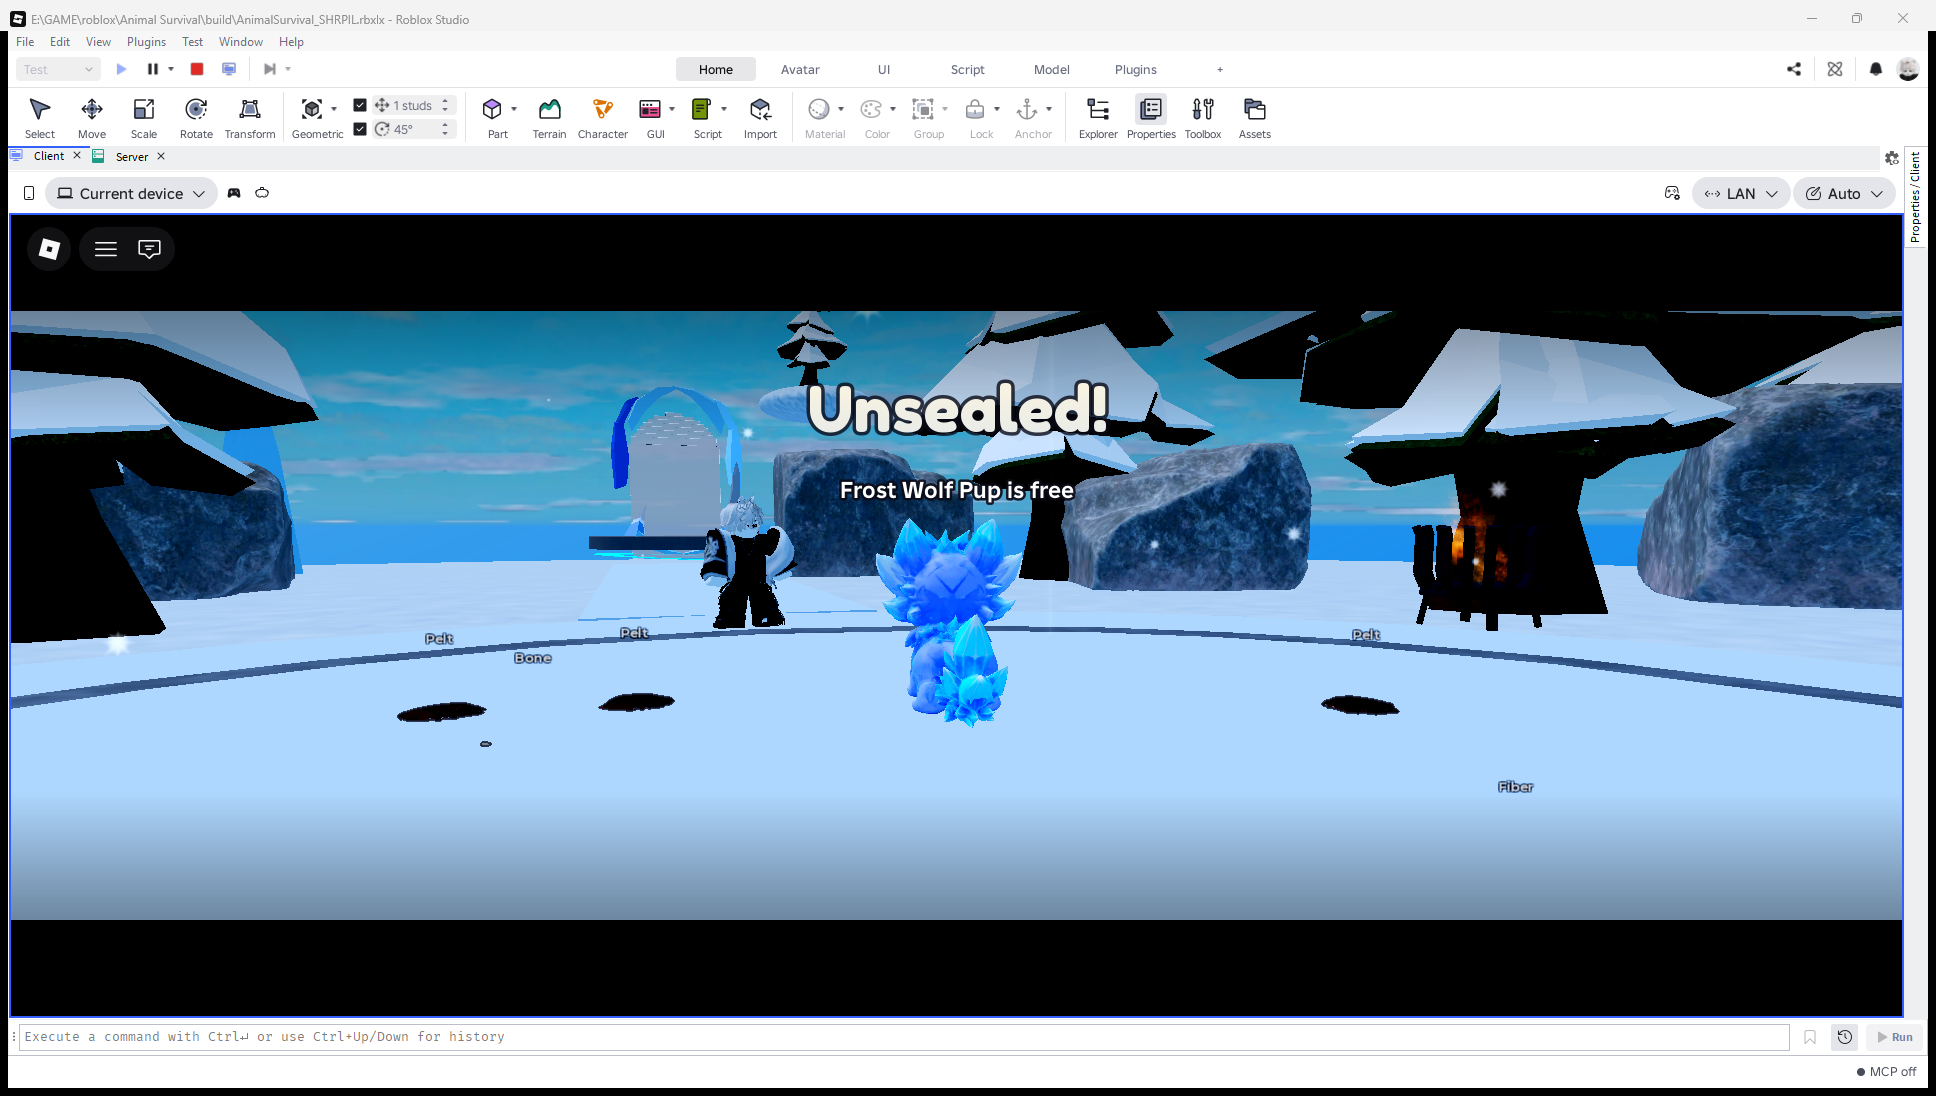 E:\GAME\roblox\Animal Survival\build\AnimalSurvival_SHRPIL.rbxlx - Roblox Studio
File Edit View Plugins Test Window Help
Test Home Avatar UI Script Model Plugins +
1 studs
45°
Select Move Scale Rotate Transform Geometric Part Terrain Character GUI Script Import Material Color Group Lock Anchor Explorer Properties Toolbox Assets
Client Server
Properties / Client
Current device LAN Auto
Unsealed!
Frost Wolf Pup is free
Pelt
Pelt
Pelt
Bone
Fiber
Execute a command with Ctrl↵ or use Ctrl+Up/Down for history
Run
MCP off